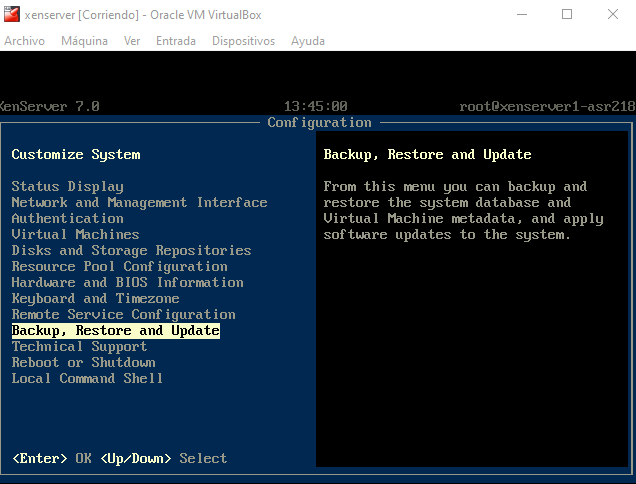 xenserver [Corriendo] - Oracle VM VirtualBox
Archivo Máquina Ver Entrada Dispositivos Ayuda
XenServer 7.0 13:45:00 root@xenserver1-asr218
Configuration
Customize System
Status Display
Network and Management Interface
Authentication
Virtual Machines
Disks and Storage Repositories
Resource Pool Configuration
Hardware and BIOS Information
Keyboard and Timezone
Remote Service Configuration
Backup, Restore and Update
Technical Support
Reboot or Shutdown
Local Command Shell
<Enter> OK <Up/Down> Select
Backup, Restore and Update
From this menu you can backup and
restore the system database and
Virtual Machine metadata, and apply
software updates to the system.